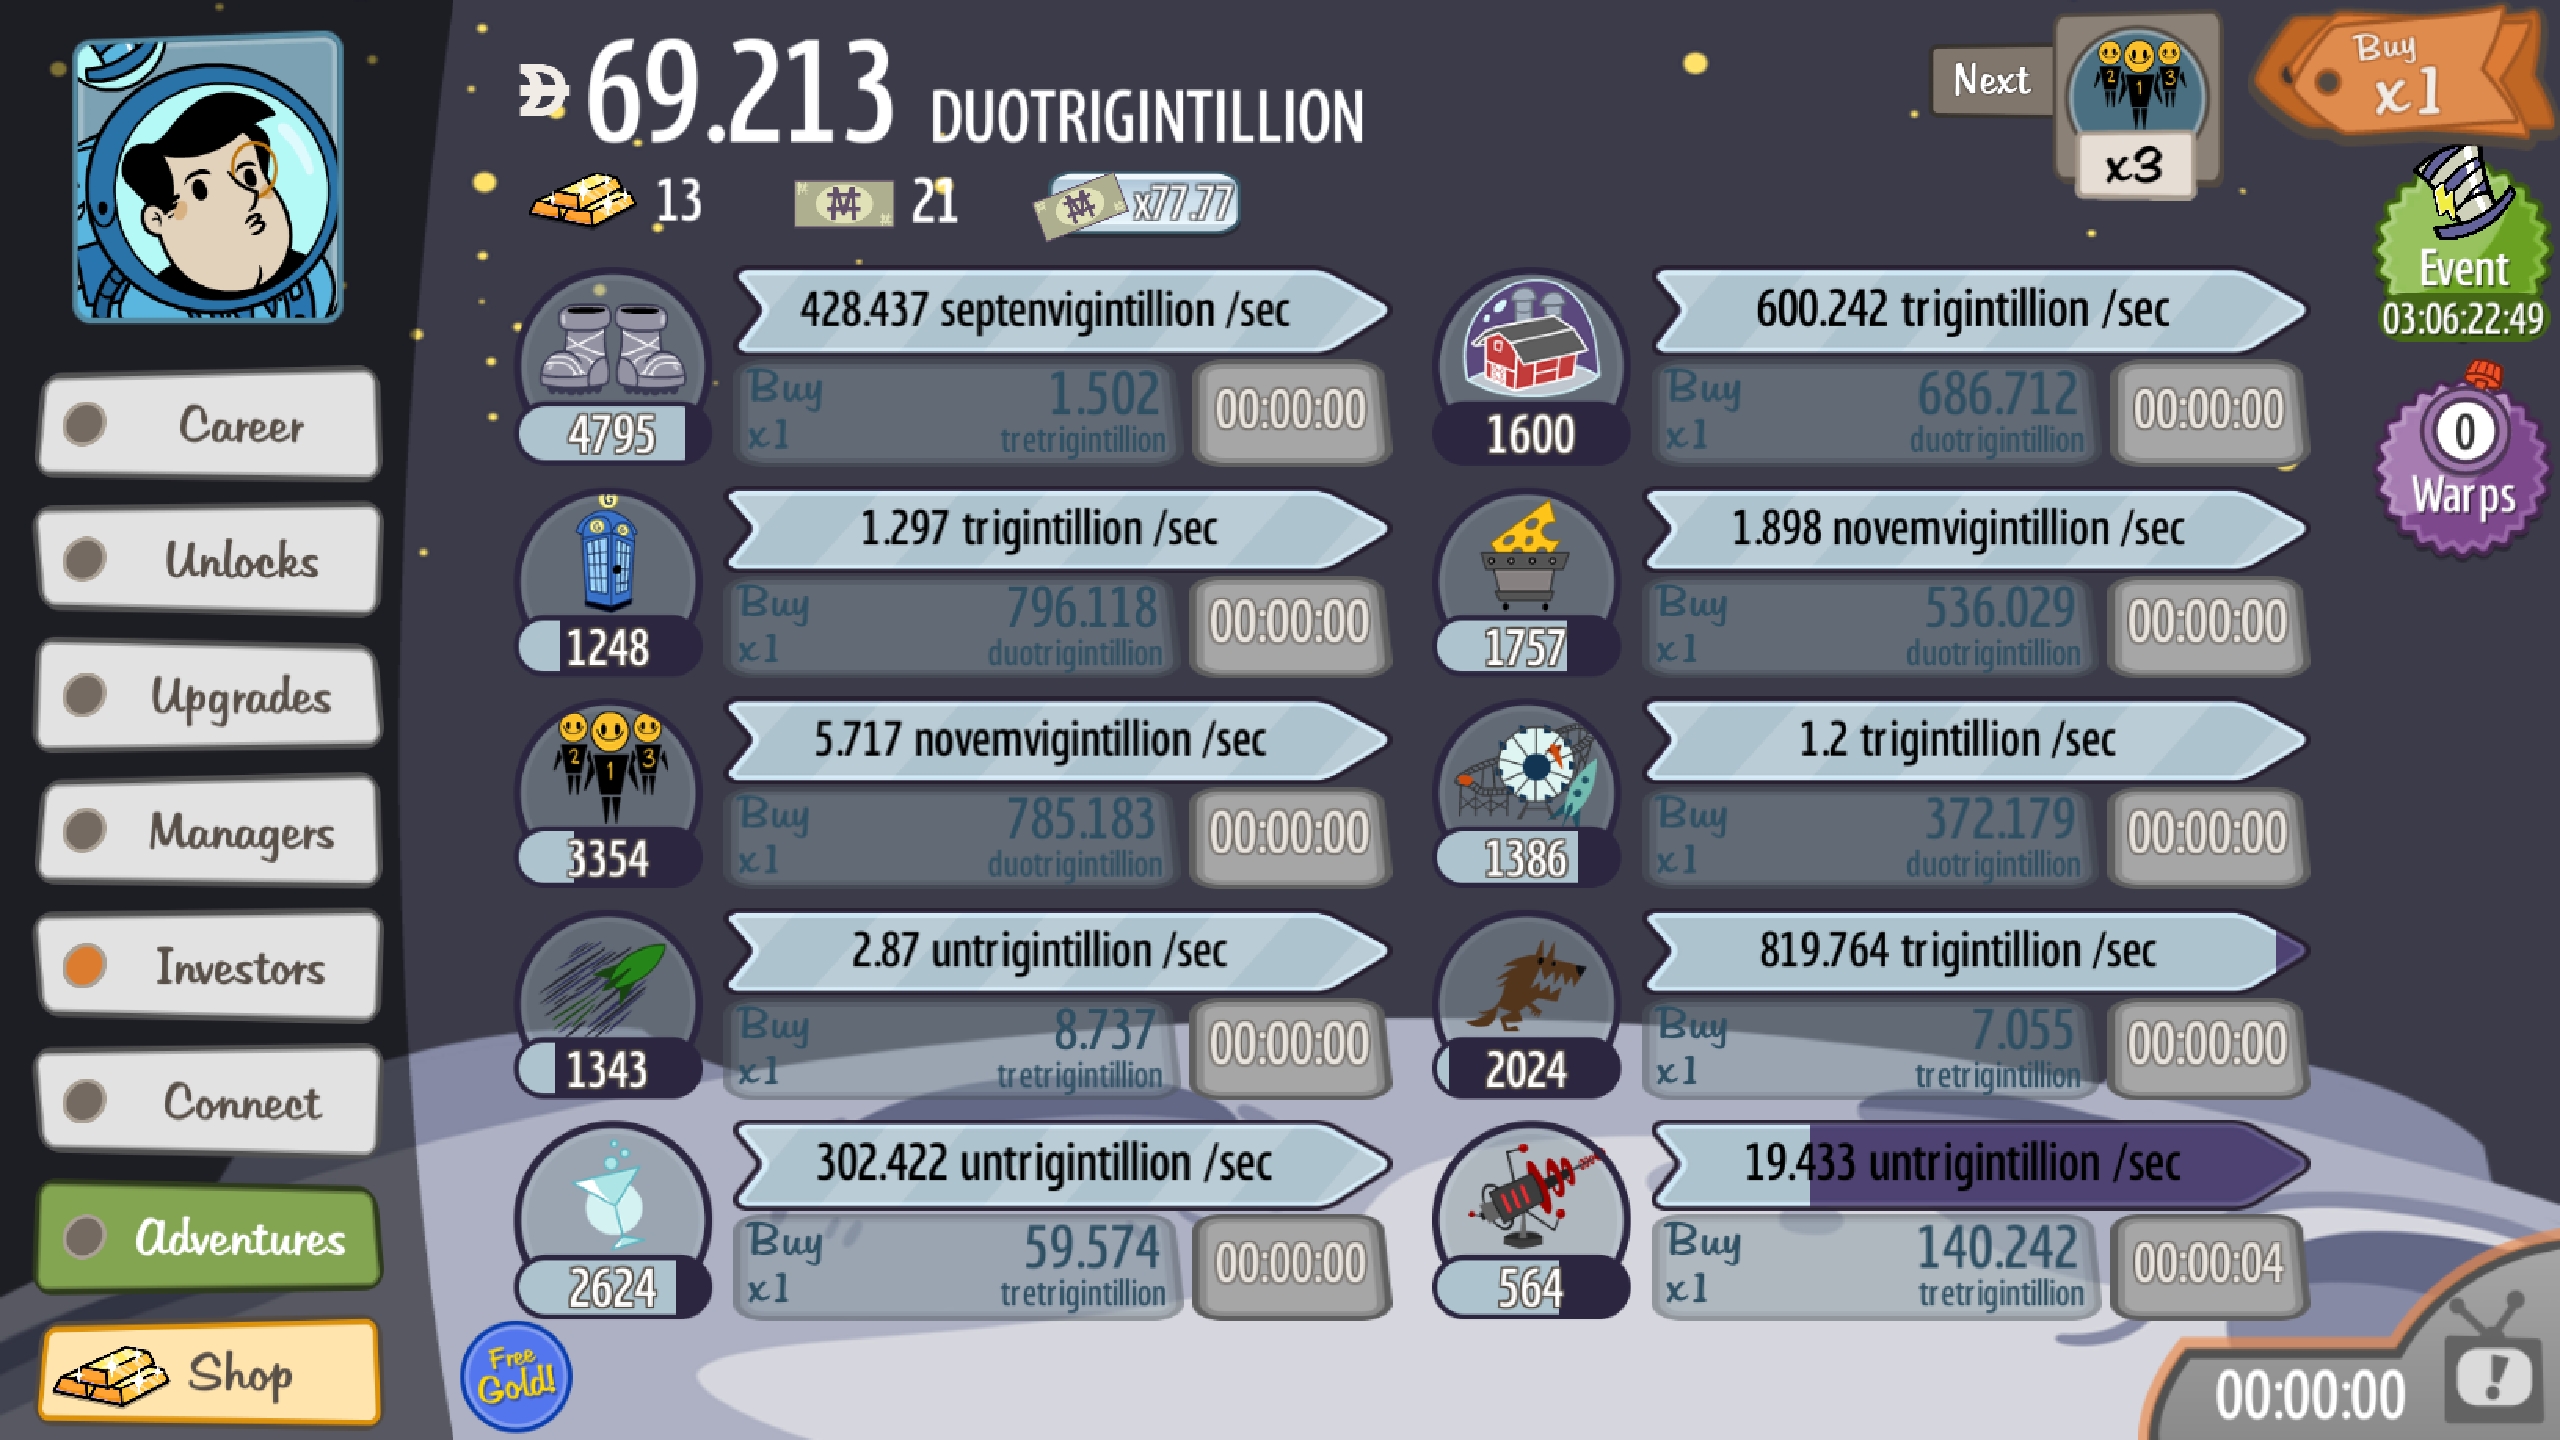 69.213 DUOTRIGINTILLION
13
21
x77.77
Next
x3
Buy
x1
Event
03:06:22:49
0
Warps
Career
Unlocks
Upgrades
Managers
Investors
Connect
Adventures
Shop
428.437 septenvigintillion /sec
4795
Buy
x1
1.502
tretrigintillion
00:00:00
600.242 trigintillion /sec
1600
Buy
x1
686.712
duotrigintillion
00:00:00
1.297 trigintillion /sec
1248
Buy
x1
796.118
duotrigintillion
00:00:00
1.898 novemvigintillion /sec
1757
Buy
x1
536.029
duotrigintillion
00:00:00
5.717 novemvigintillion /sec
2 1 3
3354
Buy
x1
785.183
duotrigintillion
00:00:00
1.2 trigintillion /sec
1386
Buy
x1
372.179
duotrigintillion
00:00:00
2.87 untrigintillion /sec
1343
Buy
x1
8.737
tretrigintillion
00:00:00
819.764 trigintillion /sec
2024
Buy
x1
7.055
tretrigintillion
00:00:00
302.422 untrigintillion /sec
2624
Buy
x1
59.574
tretrigintillion
00:00:00
19.433 untrigintillion /sec
564
Buy
x1
140.242
tretrigintillion
00:00:04
Free
Gold!
00:00:00
!